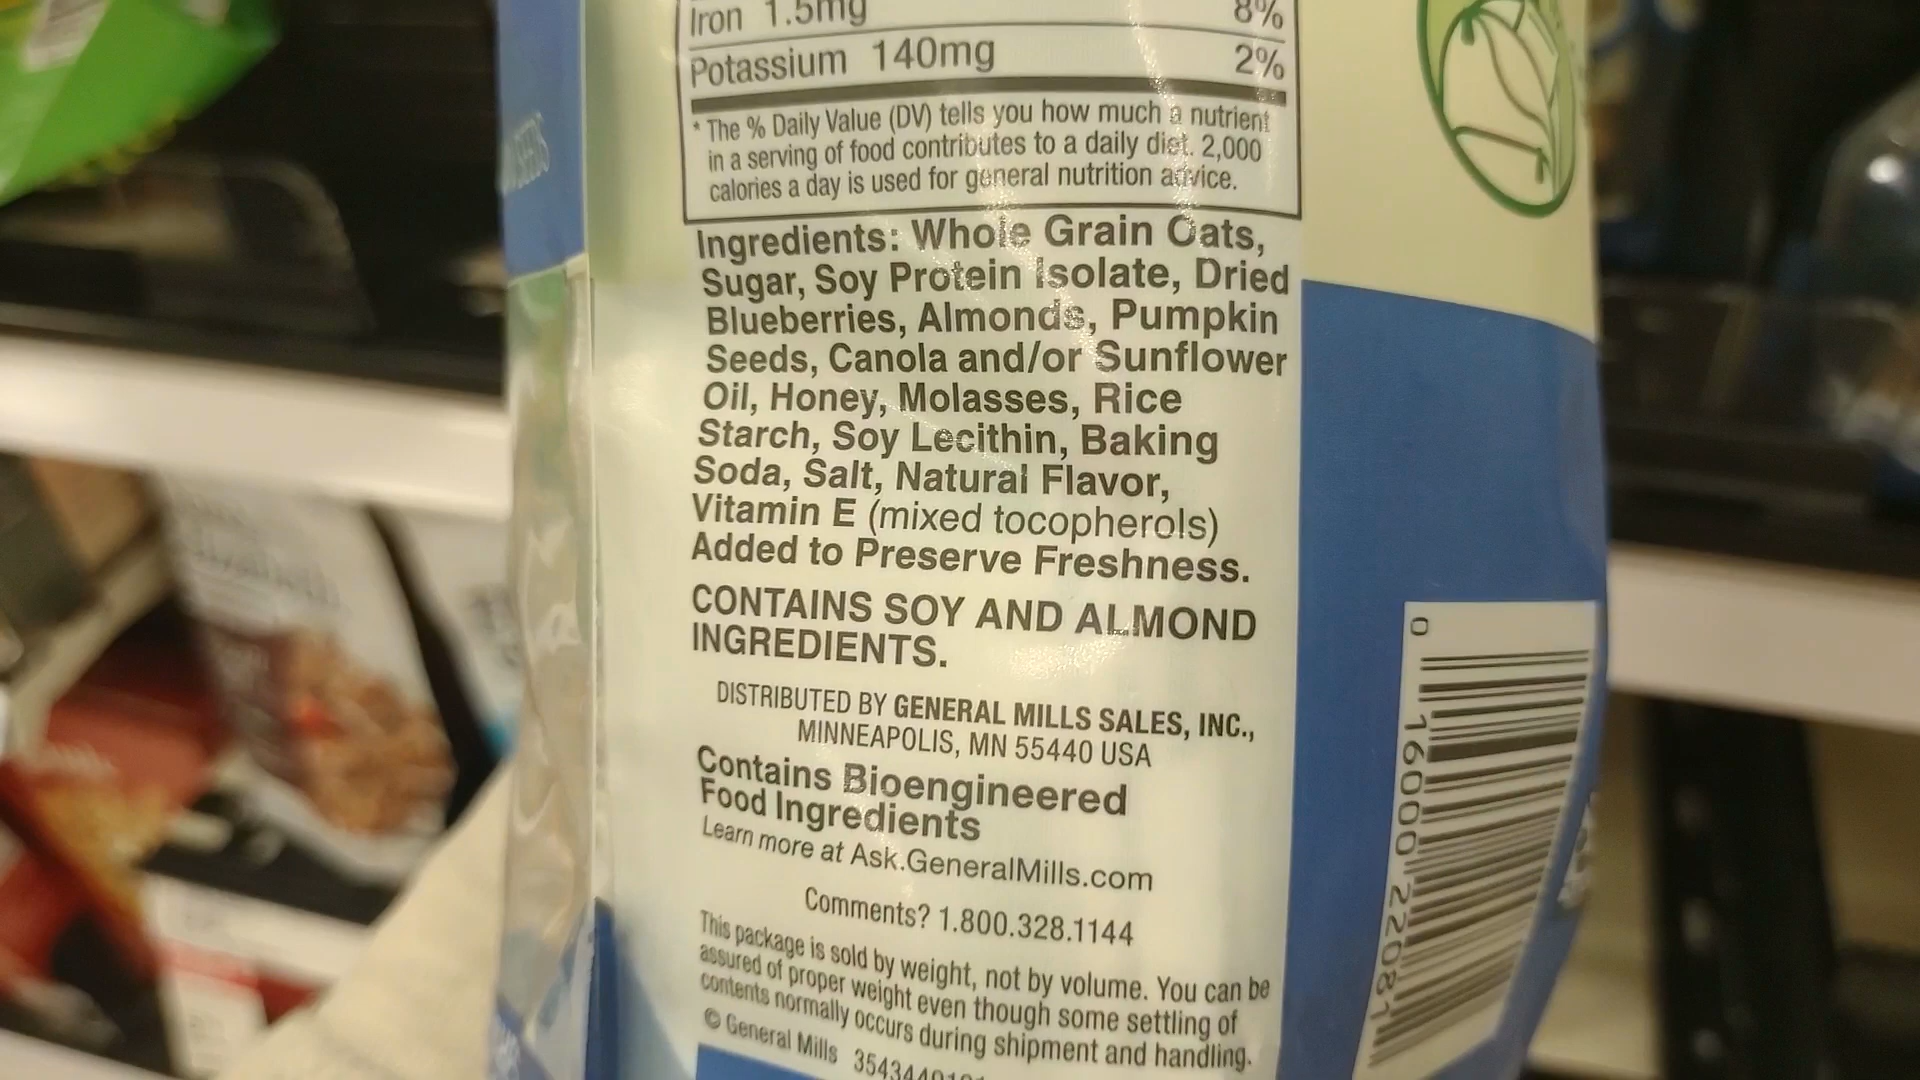 Iron 1.5mg 8%
Potassium 140mg 2%
* The % Daily Value (DV) tells you how much a nutrient
in a serving of food contributes to a daily diet. 2,000
calories a day is used for general nutrition advice.
Ingredients: Whole Grain Oats,
Sugar, Soy Protein Isolate, Dried
Blueberries, Almonds, Pumpkin
Seeds, Canola and/or Sunflower
Oil, Honey, Molasses, Rice
Starch, Soy Lecithin, Baking
Soda, Salt, Natural Flavor,
Vitamin E (mixed tocopherols)
Added to Preserve Freshness.
CONTAINS SOY AND ALMOND
INGREDIENTS.
DISTRIBUTED BY GENERAL MILLS SALES, INC.,
MINNEAPOLIS, MN 55440 USA
Contains Bioengineered
Food Ingredients
Learn more at Ask.GeneralMills.com
Comments? 1.800.328.1144
This package is sold by weight, not by volume. You can be
assured of proper weight even though some settling of
contents normally occurs during shipment and handling.
© General Mills
0 16000 22081
SEEDS